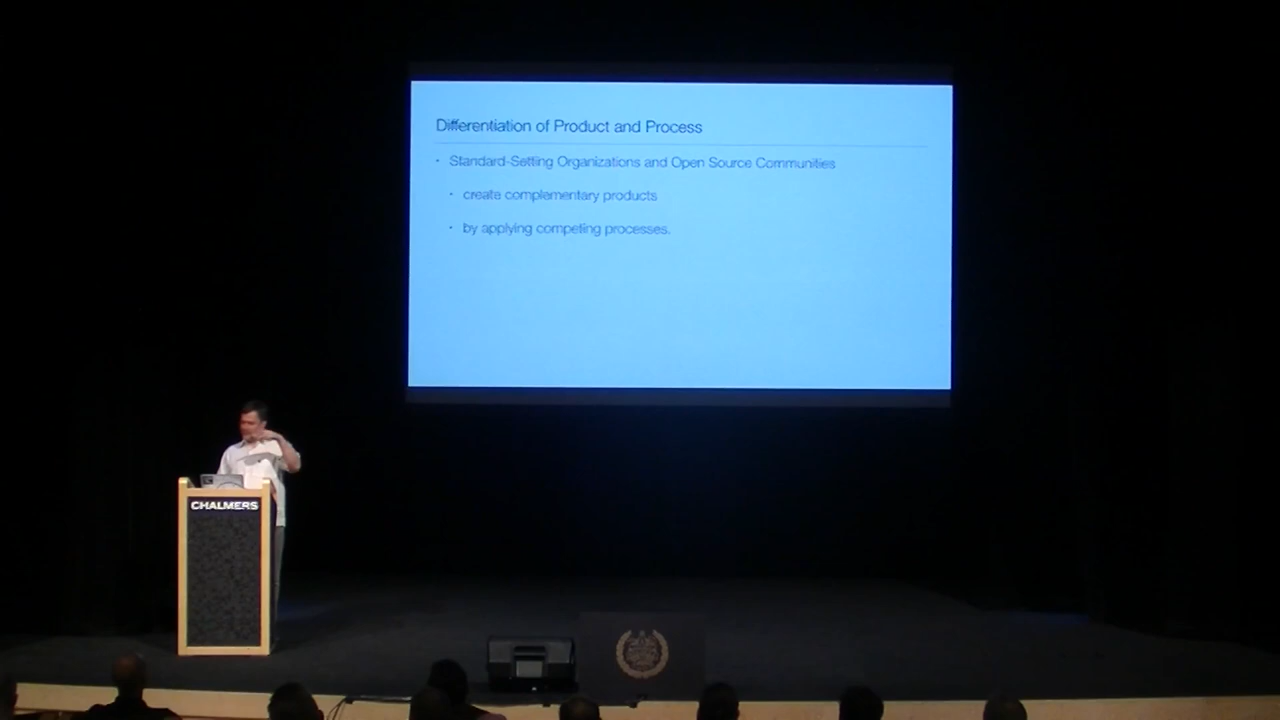 Differentiation of Product and Process
· Standard-Setting Organizations and Open Source Communities
· create complementary products
· by applying competing processes.
CHALMERS